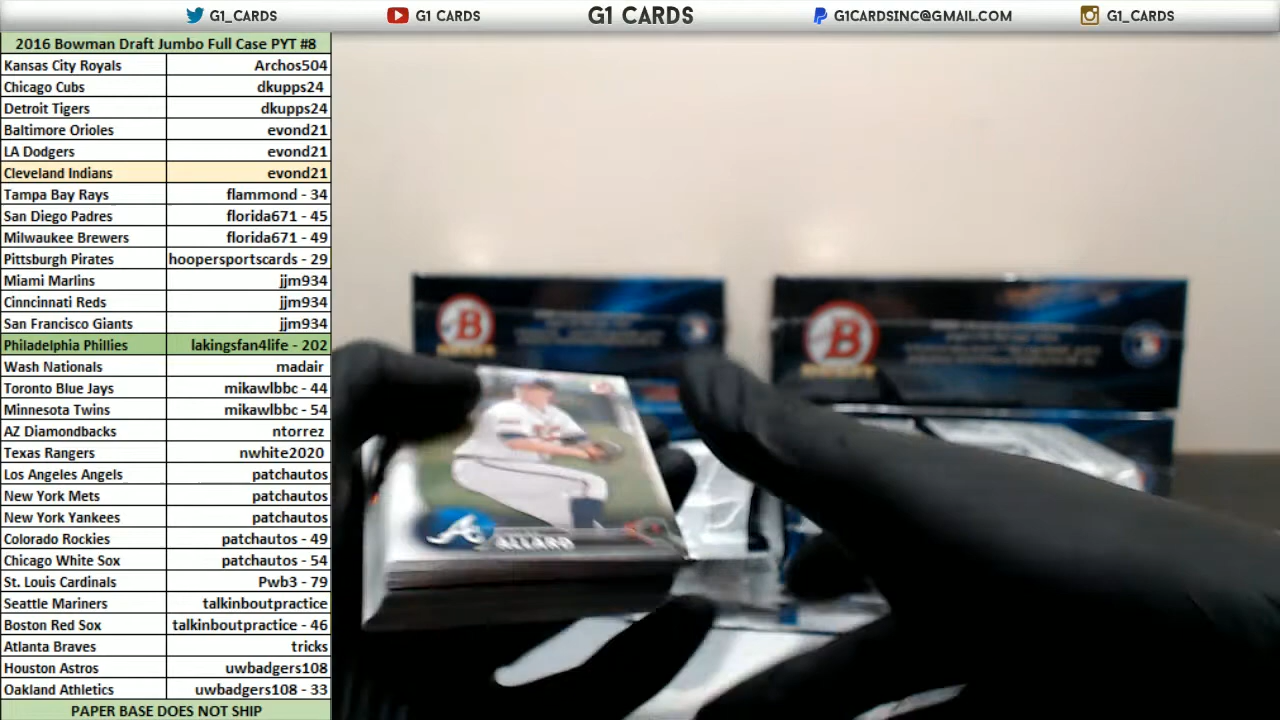 G1_CARDS G1 CARDS G1 CARDS G1CARDSINC@GMAIL.COM G1_CARDS
2016 Bowman Draft Jumbo Full Case PYT #8
Kansas City Royals Archos504
Chicago Cubs dkupps24
Detroit Tigers dkupps24
Baltimore Orioles evond21
LA Dodgers evond21
Cleveland Indians evond21
Tampa Bay Rays flammond - 34
San Diego Padres florida671 - 45
Milwaukee Brewers florida671 - 49
Pittsburgh Pirates hoopersportscards - 29
Miami Marlins jjm934
Cinncinnati Reds jjm934
San Francisco Giants jjm934
Philadelphia Phillies lakingsfan4life - 202
Wash Nationals madair
Toronto Blue Jays mikawlbbc - 44
Minnesota Twins mikawlbbc - 54
AZ Diamondbacks ntorrez
Texas Rangers nwhite2020
Los Angeles Angels patchautos
New York Mets patchautos
New York Yankees patchautos
Colorado Rockies patchautos - 49
Chicago White Sox patchautos - 54
St. Louis Cardinals Pwb3 - 79
Seattle Mariners talkinboutpractice
Boston Red Sox talkinboutpractice - 46
Atlanta Braves tricks
Houston Astros uwbadgers108
Oakland Athletics uwbadgers108 - 33
PAPER BASE DOES NOT SHIP
B
B
A
ALLARD